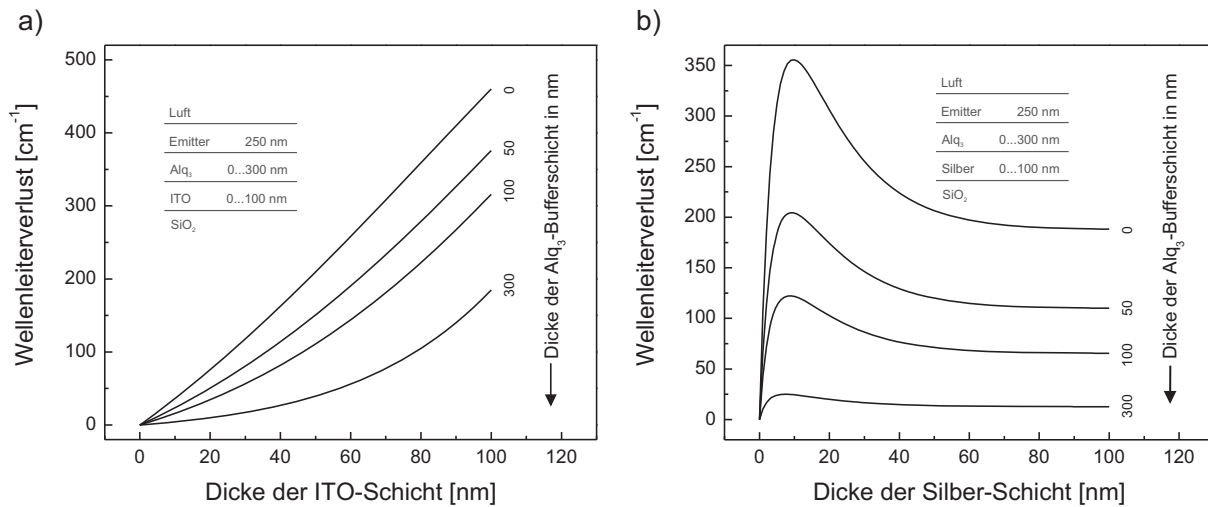 a)
Wellenleiterverlust [cm⁻¹]
500
400
300
200
100
0
Luft
Emitter 250 nm
Alq₃ 0...300 nm
ITO 0...100 nm
SiO₂
0
50
100
300
Dicke der Alq₃-Bufferschicht in nm
0 20 40 60 80 100 120
Dicke der ITO-Schicht [nm]
b)
Wellenleiterverlust [cm⁻¹]
350
300
250
200
150
100
50
0
Luft
Emitter 250 nm
Alq₃ 0...300 nm
Silber 0...100 nm
SiO₂
0
50
100
300
Dicke der Alq₃-Bufferschicht in nm
0 20 40 60 80 100 120
Dicke der Silber-Schicht [nm]